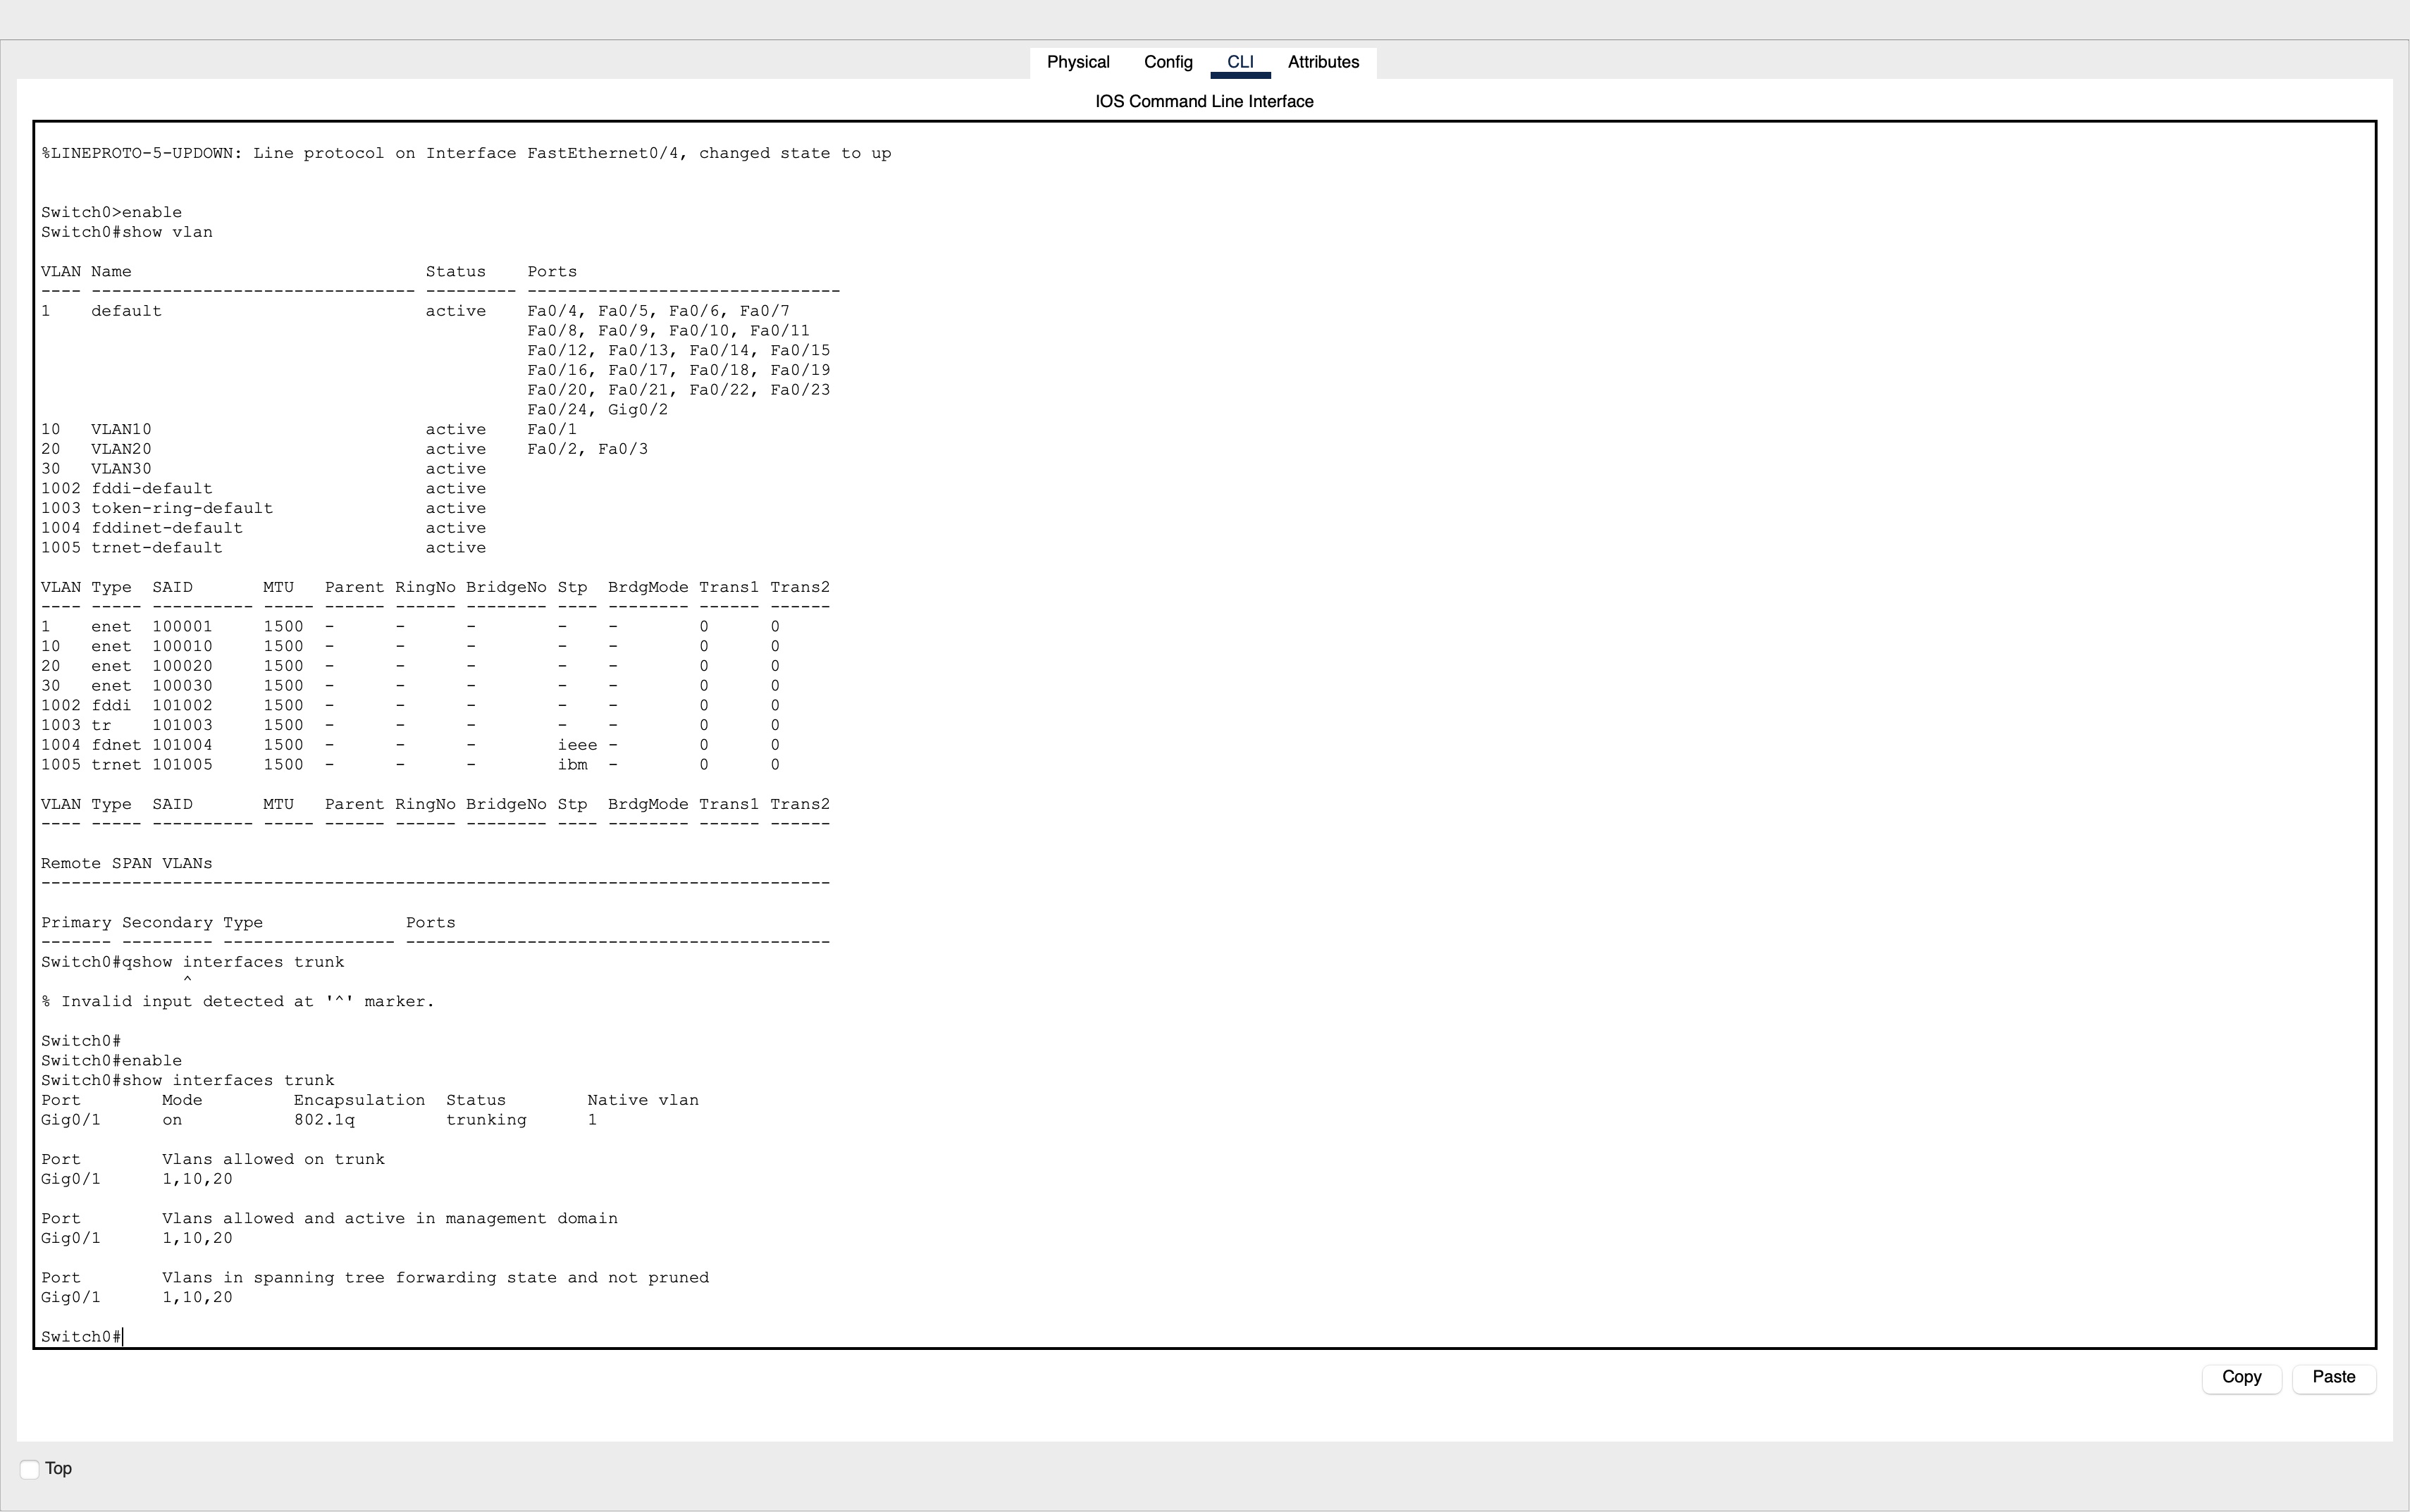 Physical Config CLI Attributes
IOS Command Line Interface
%LINEPROTO-5-UPDOWN: Line protocol on Interface FastEthernet0/4, changed state to up
Switch0>enable
Switch0#show vlan
VLAN Name                             Status    Ports
---- -------------------------------- --------- -------------------------------
1    default                          active    Fa0/4, Fa0/5, Fa0/6, Fa0/7
                                                Fa0/8, Fa0/9, Fa0/10, Fa0/11
                                                Fa0/12, Fa0/13, Fa0/14, Fa0/15
                                                Fa0/16, Fa0/17, Fa0/18, Fa0/19
                                                Fa0/20, Fa0/21, Fa0/22, Fa0/23
                                                Fa0/24, Gig0/2
10   VLAN10                           active    Fa0/1
20   VLAN20                           active    Fa0/2, Fa0/3
30   VLAN30                           active
1002 fddi-default                     active
1003 token-ring-default               active
1004 fddinet-default                  active
1005 trnet-default                    active
VLAN Type  SAID       MTU   Parent RingNo BridgeNo Stp  BrdgMode Trans1 Trans2
---- ----- ---------- ----- ------ ------ -------- ---- -------- ------ ------
1    enet  100001     1500  -      -      -        -    -        0      0
10   enet  100010     1500  -      -      -        -    -        0      0
20   enet  100020     1500  -      -      -        -    -        0      0
30   enet  100030     1500  -      -      -        -    -        0      0
1002 fddi  101002     1500  -      -      -        -    -        0      0
1003 tr    101003     1500  -      -      -        -    -        0      0
1004 fdnet 101004     1500  -      -      -        ieee -        0      0
1005 trnet 101005     1500  -      -      -        ibm  -        0      0
VLAN Type  SAID       MTU   Parent RingNo BridgeNo Stp  BrdgMode Trans1 Trans2
---- ----- ---------- ----- ------ ------ -------- ---- -------- ------ ------
Remote SPAN VLANs
------------------------------------------------------------------------------
Primary Secondary Type              Ports
------- --------- ----------------- ------------------------------------------
Switch0#qshow interfaces trunk
              ^
% Invalid input detected at '^' marker.
Switch0#
Switch0#enable
Switch0#show interfaces trunk
Port        Mode         Encapsulation  Status        Native vlan
Gig0/1      on           802.1q         trunking      1
Port        Vlans allowed on trunk
Gig0/1      1,10,20
Port        Vlans allowed and active in management domain
Gig0/1      1,10,20
Port        Vlans in spanning tree forwarding state and not pruned
Gig0/1      1,10,20
Switch0#
Copy Paste
Top